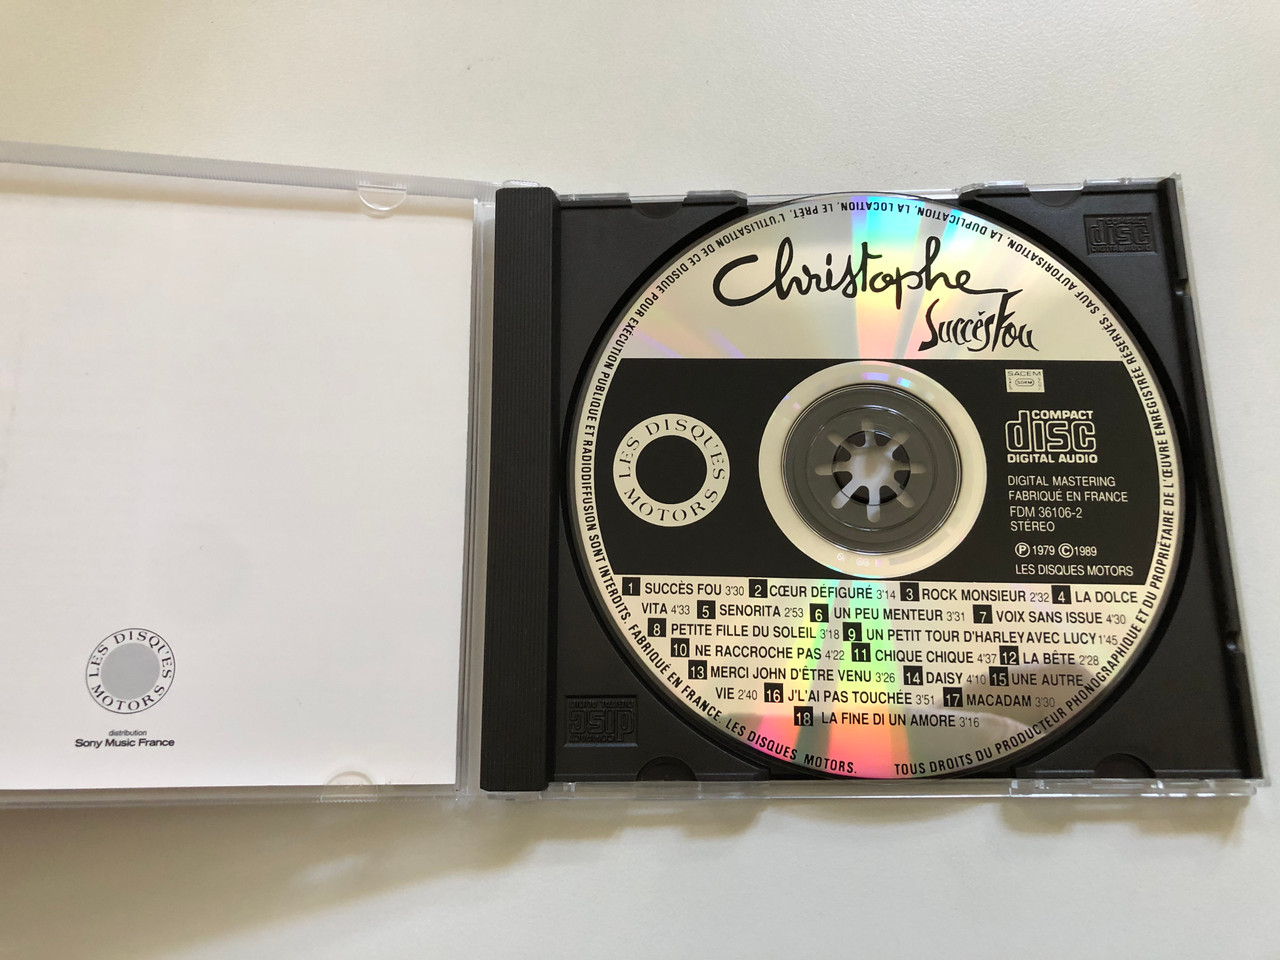 LES DISQUES MOTORS
distribution
Sony Music France
COMPACT
disc
DIGITAL AUDIO
Christophe
Succès Fou
SACEM
SDRM
LES DISQUES MOTORS
COMPACT
disc
DIGITAL AUDIO
DIGITAL MASTERING
FABRIQUÉ EN FRANCE
FDM 36106-2
STÉREO
Ⓟ 1979 Ⓒ 1989
LES DISQUES MOTORS
1 SUCCÈS FOU 3'30 2 CŒUR DÉFIGURÉ 3'14 3 ROCK MONSIEUR 2'32 4 LA DOLCE
VITA 4'33 5 SENORITA 2'53 6 UN PEU MENTEUR 3'31 7 VOIX SANS ISSUE 4'30
8 PETITE FILLE DU SOLEIL 3'18 9 UN PETIT TOUR D'HARLEY AVEC LUCY 1'45
10 NE RACCROCHE PAS 4'22 11 CHIQUE CHIQUE 4'37 12 LA BÊTE 2'28
13 MERCI JOHN D'ÊTRE VENU 3'26 14 DAISY 4'10 15 UNE AUTRE
VIE 2'40 16 J'L'AI PAS TOUCHÉE 3'51 17 MACADAM 3'30
18 LA FINE DI UN AMORE 3'16
TOUS DROITS DU PRODUCTEUR PHONOGRAPHIQUE ET DU PROPRIÉTAIRE DE L'ŒUVRE ENREGISTRÉE RÉSERVÉS. SAUF AUTORISATION, LA DUPLICATION, LA LOCATION, LE PRÊT, L'UTILISATION DE CE DISQUE POUR EXÉCUTION PUBLIQUE ET RADIODIFFUSION SONT INTERDITS. FABRIQUÉ EN FRANCE. LES DISQUES MOTORS.
COMPACT
disc
DIGITAL AUDIO